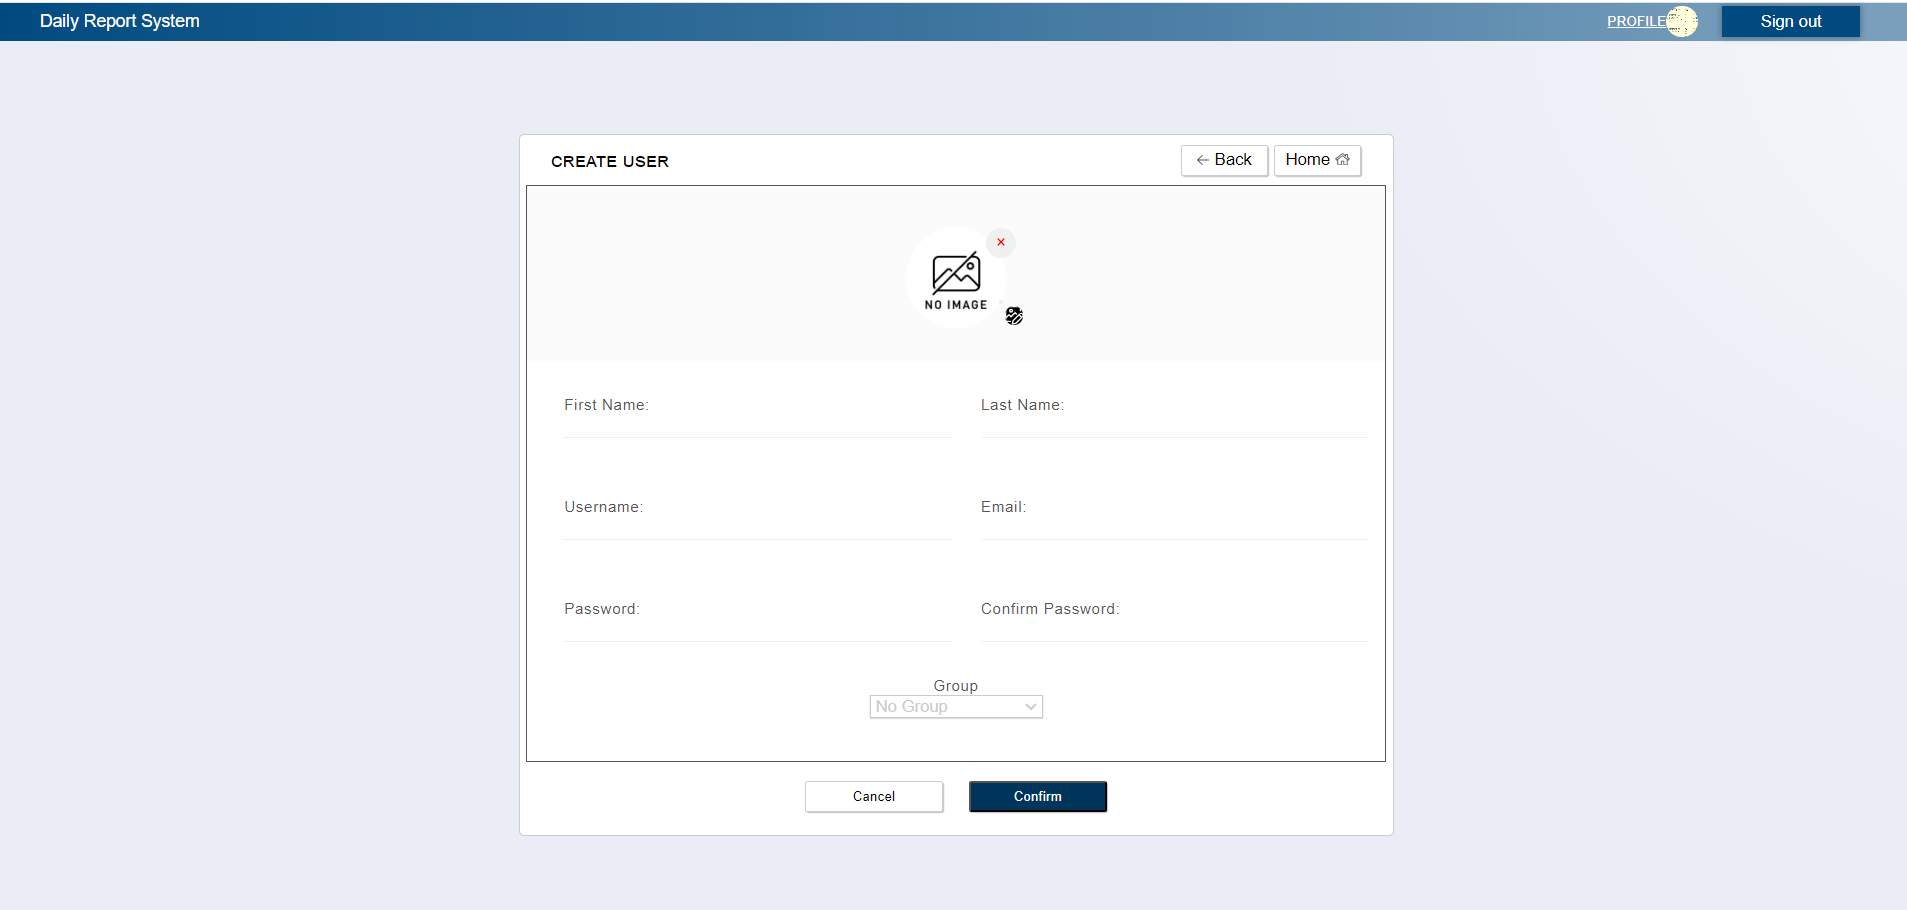 Daily Report System
PROFILE
Sign out
CREATE USER
Back
Home
NO IMAGE
First Name:
Last Name:
Username:
Email:
Password:
Confirm Password:
Group
No Group
Cancel
Confirm